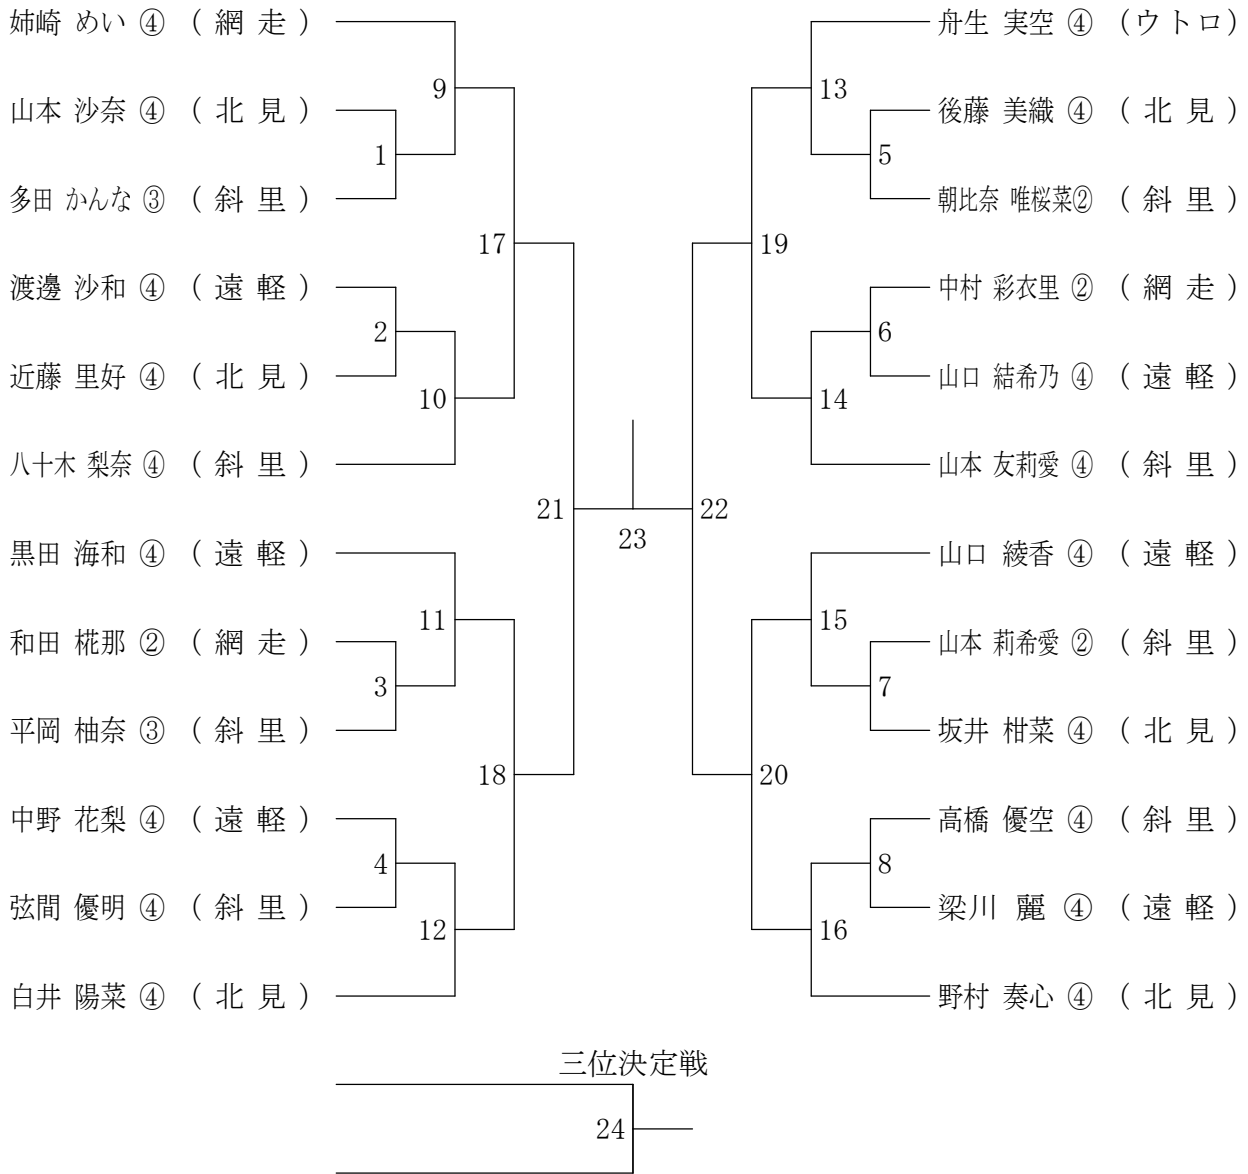 姉崎 めい ④ （ 網 走 ）
山本 沙奈 ④ （ 北 見 ）
多田 かんな ③ （ 斜 里 ）
渡邊 沙和 ④ （ 遠 軽 ）
近藤 里好 ④ （ 北 見 ）
八十木 梨奈 ④ （ 斜 里 ）
黒田 海和 ④ （ 遠 軽 ）
和田 椛那 ② （ 網 走 ）
平岡 柚奈 ③ （ 斜 里 ）
中野 花梨 ④ （ 遠 軽 ）
弦間 優明 ④ （ 斜 里 ）
白井 陽菜 ④ （ 北 見 ）
1
2
3
4
9
10
11
12
17
18
21
23
22
19
20
13
14
15
16
5
6
7
8
舟生 実空 ④ （ウトロ）
後藤 美織 ④ （ 北 見 ）
朝比奈 唯桜菜② （ 斜 里 ）
中村 彩衣里 ② （ 網 走 ）
山口 結希乃 ④ （ 遠 軽 ）
山本 友莉愛 ④ （ 斜 里 ）
山口 綾香 ④ （ 遠 軽 ）
山本 莉希愛 ② （ 斜 里 ）
坂井 柑菜 ④ （ 北 見 ）
高橋 優空 ④ （ 斜 里 ）
梁川 麗 ④ （ 遠 軽 ）
野村 奏心 ④ （ 北 見 ）
三位決定戦
24